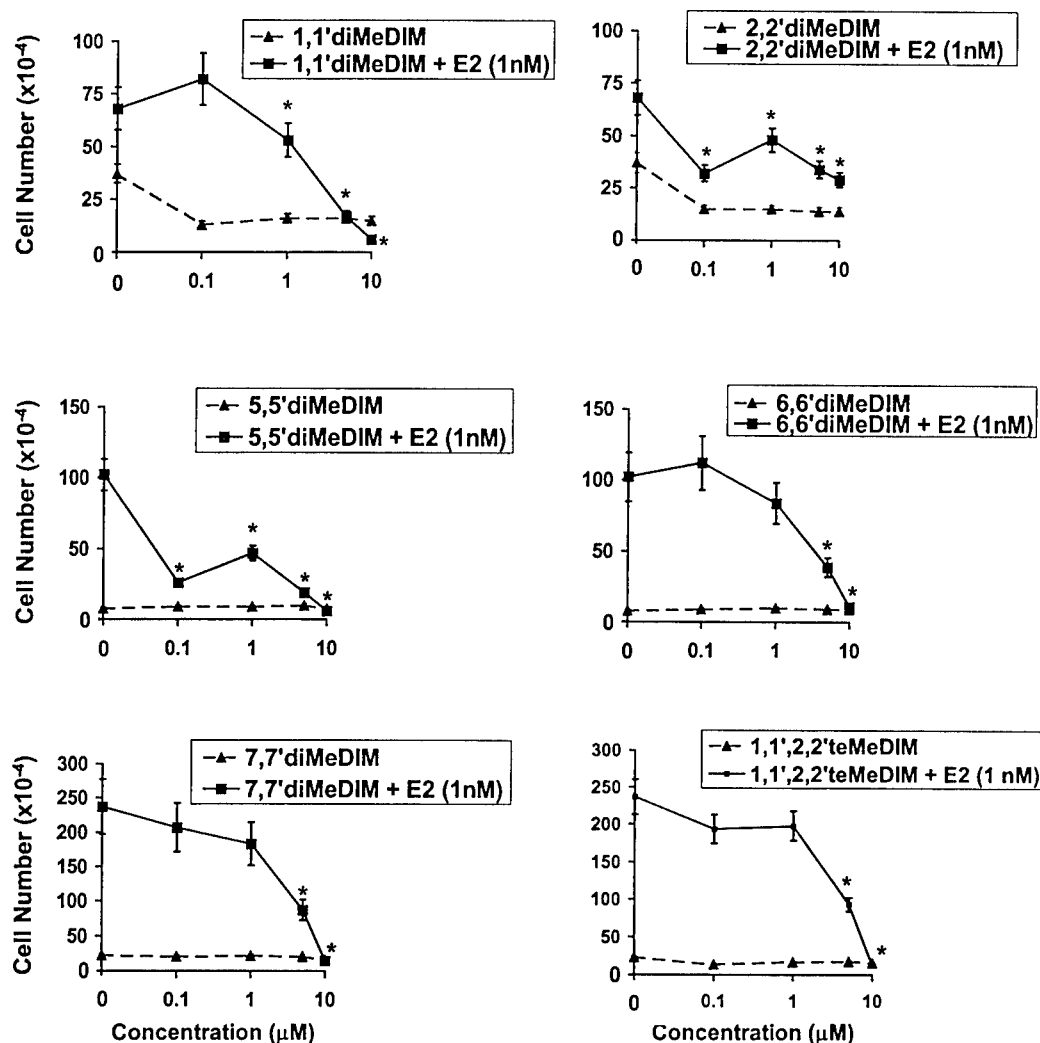 1,1'diMeDIM
1,1'diMeDIM + E2 (1nM)
Cell Number (x10-4)
100
75
50
25
0
*
*
*
0 0.1 1 10
2,2'diMeDIM
2,2'diMeDIM + E2 (1nM)
100
75
50
25
0
*
*
*
*
0 0.1 1 10
5,5'diMeDIM
5,5'diMeDIM + E2 (1nM)
Cell Number (x10-4)
150
100
50
0
*
*
*
*
0 0.1 1 10
6,6'diMeDIM
6,6'diMeDIM + E2 (1nM)
150
100
50
0
*
*
0 0.1 1 10
7,7'diMeDIM
7,7'diMeDIM + E2 (1nM)
Cell Number (x10-4)
300
250
200
150
100
50
0
*
*
0 0.1 1 10
Concentration (μM)
1,1',2,2'teMeDIM
1,1',2,2'teMeDIM + E2 (1 nM)
300
250
200
150
100
50
0
*
*
0 0.1 1 10
Concentration (μM)